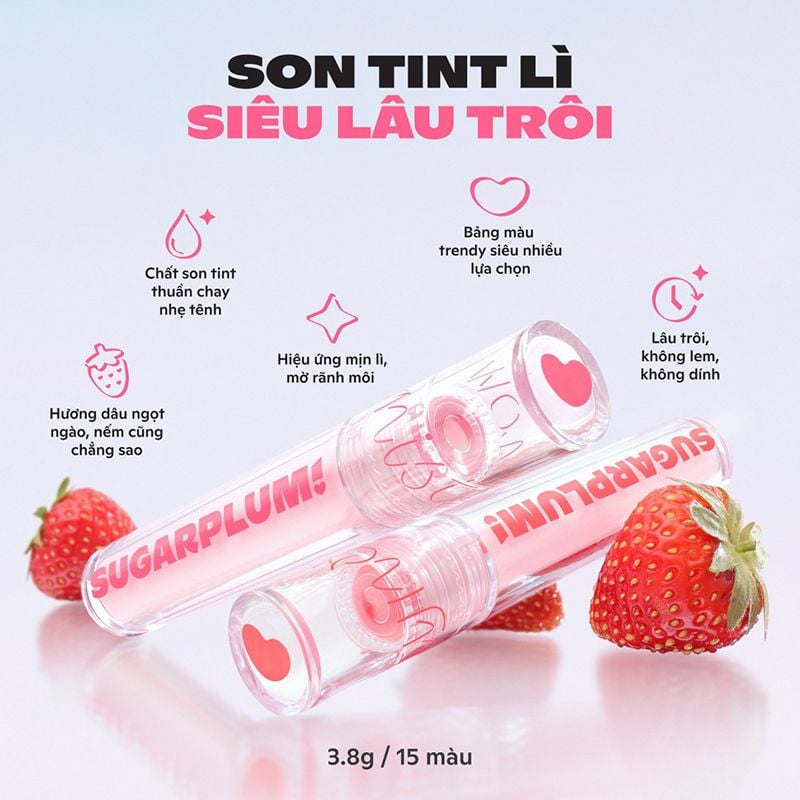 SON TINT LÌ
SIÊU LÂU TRÔI
Bảng màu
trendy siêu nhiều
lựa chọn
Chất son tint
thuần chay
nhẹ tênh
Lâu trôi,
không lem,
không dính
Hiệu ứng mịn lì,
mờ rãnh môi
Hương dâu ngọt
ngào, nếm cũng
chẳng sao
SUGARPLUM!
SUGARPLUM!
3.8g / 15 màu